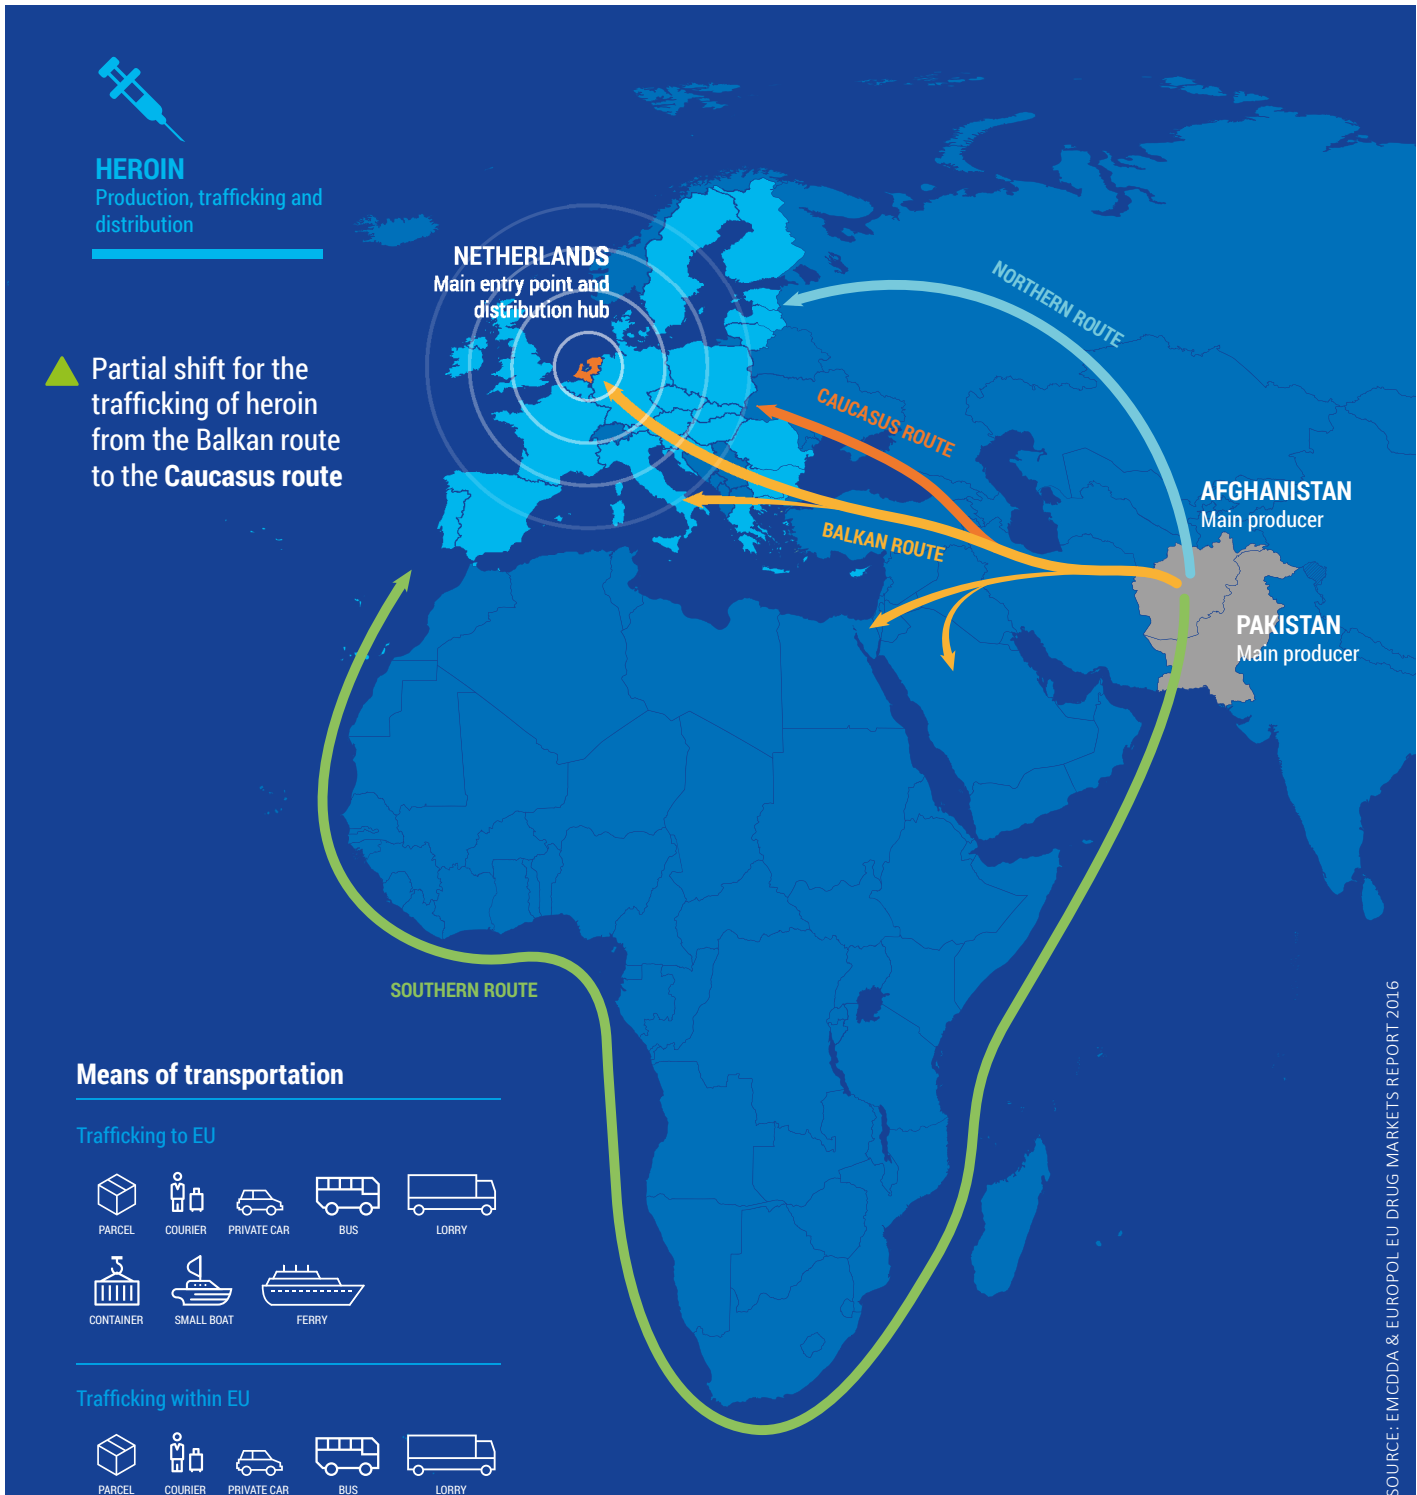 HEROIN
Production, trafficking and
distribution
NETHERLANDS
Main entry point and
distribution hub
Partial shift for the
trafficking of heroin
from the Balkan route
to the Caucasus route
NORTHERN ROUTE
CAUCASUS ROUTE
BALKAN ROUTE
AFGHANISTAN
Main producer
PAKISTAN
Main producer
SOUTHERN ROUTE
Means of transportation
Trafficking to EU
PARCEL
COURIER
PRIVATE CAR
BUS
LORRY
CONTAINER
SMALL BOAT
FERRY
Trafficking within EU
PARCEL
COURIER
PRIVATE CAR
BUS
LORRY
SOURCE: EMCDDA & EUROPOL EU DRUG MARKETS REPORT 2016